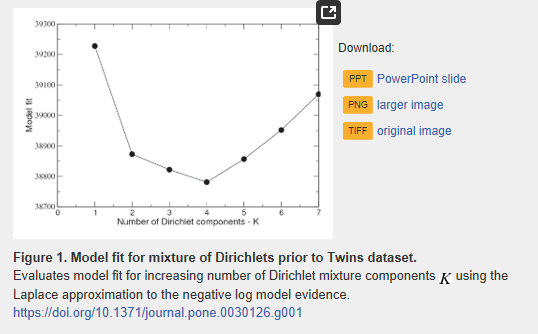 39300
39200
39100
39000
38900
38800
38700
Model fit
0 1 2 3 4 5 6 7
Number of Dirichlet components - K
Download:
PPT PowerPoint slide
PNG larger image
TIFF original image
Figure 1. Model fit for mixture of Dirichlets prior to Twins dataset.
Evaluates model fit for increasing number of Dirichlet mixture components K using the
Laplace approximation to the negative log model evidence.
https://doi.org/10.1371/journal.pone.0030126.g001